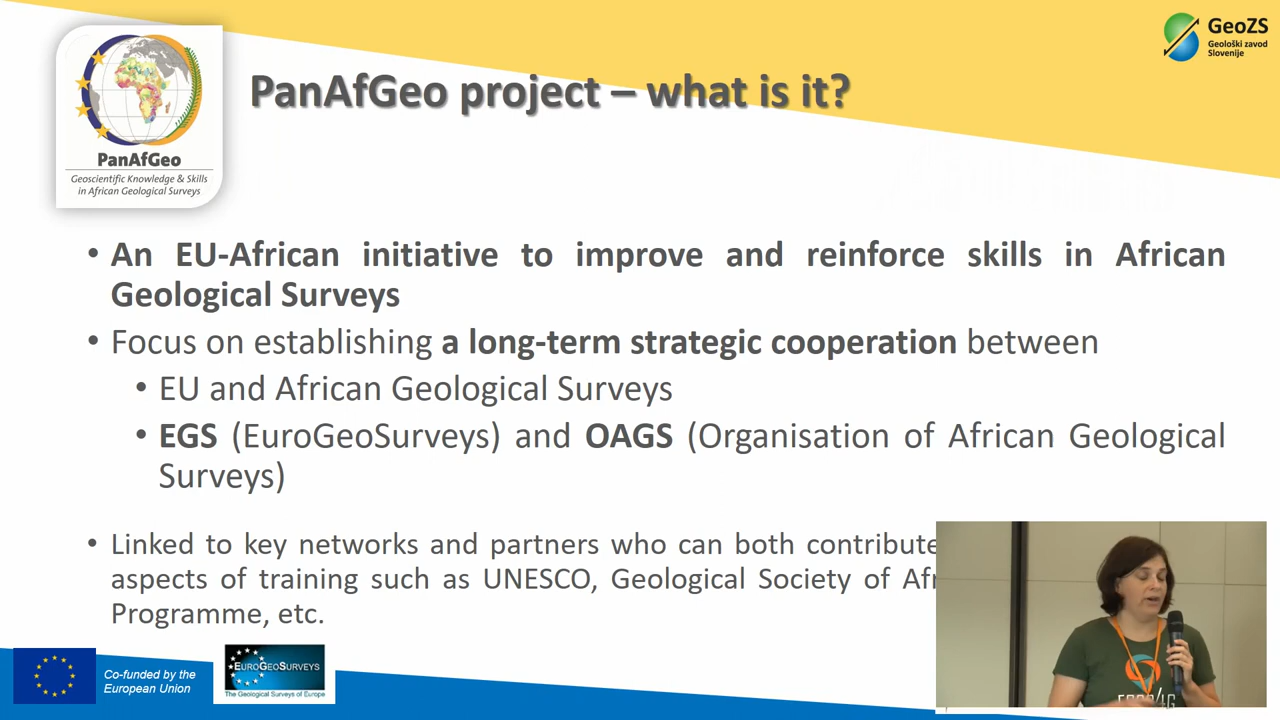 GeoZS
Geološki zavod
Slovenije
PanAfGeo project – what is it?
PanAfGeo
Geoscientific Knowledge & Skills
in African Geological Surveys
• An EU-African initiative to improve and reinforce skills in African
Geological Surveys
• Focus on establishing a long-term strategic cooperation between
• EU and African Geological Surveys
• EGS (EuroGeoSurveys) and OAGS (Organisation of African Geological
Surveys)
• Linked to key networks and partners who can both contribute
aspects of training such as UNESCO, Geological Society of
Programme, etc.
Co-funded by the
European Union
EUROGEOSURVEYS
The Geological Surveys of Europe